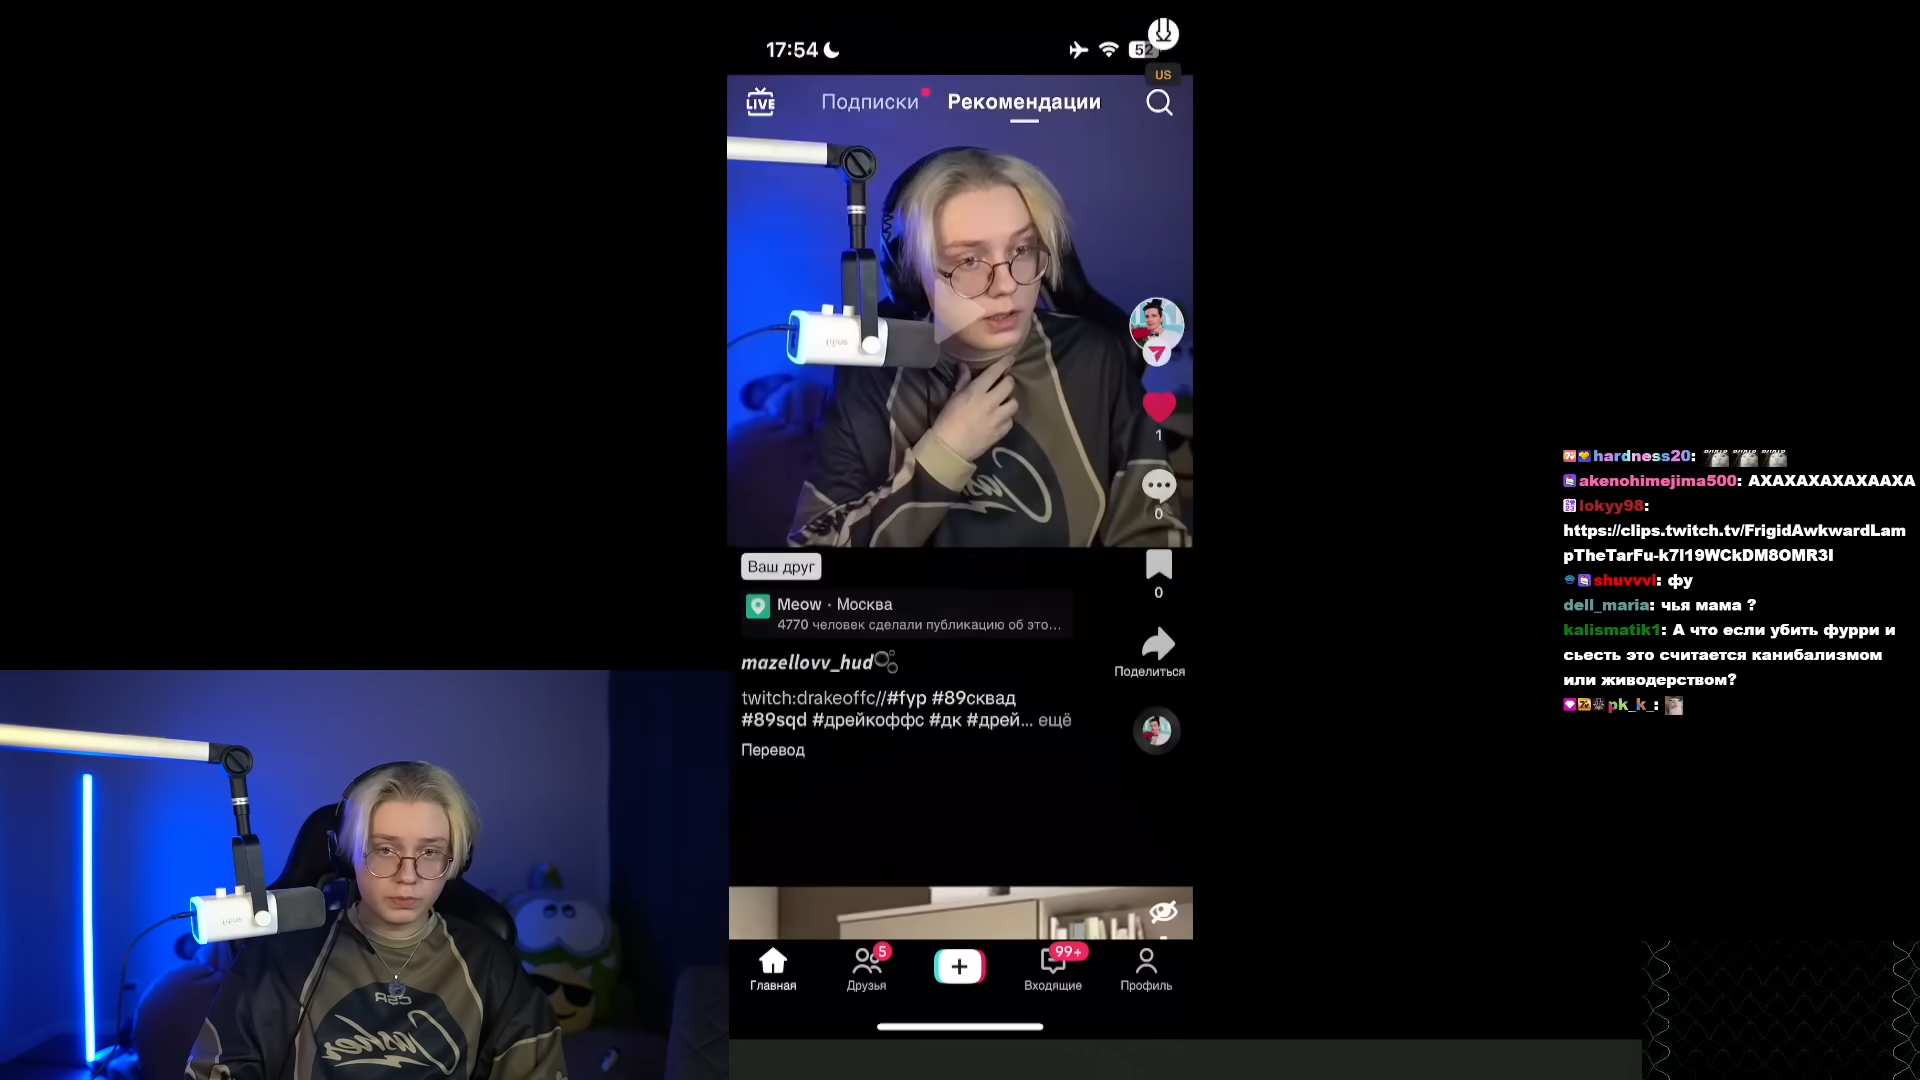 17:54
52
US
LIVE
Подписки
Рекомендации
1
0
Ваш друг
0
Meow · Москва
4770 человек сделали публикацию об это...
mazellovv_hud
Поделиться
twitch:drakeoffc//#fyp #89сквад
#89sqd #дрейкоффс #дк #дрей... ещё
Перевод
5
99+
Главная
Друзья
Входящие
Профиль
hardness20:
akenohimejima500: АХАХАХАХАХААХА
lokyy98:
https://clips.twitch.tv/FrigidAwkwardLam
pTheTarFu-k7l19WCkDM8OMR3l
shuvvvi: фу
dell_maria: чья мама ?
kalismatik1: А что если убить фурри и
сьесть это считается канибализмом
или живодерством?
pk_k_: